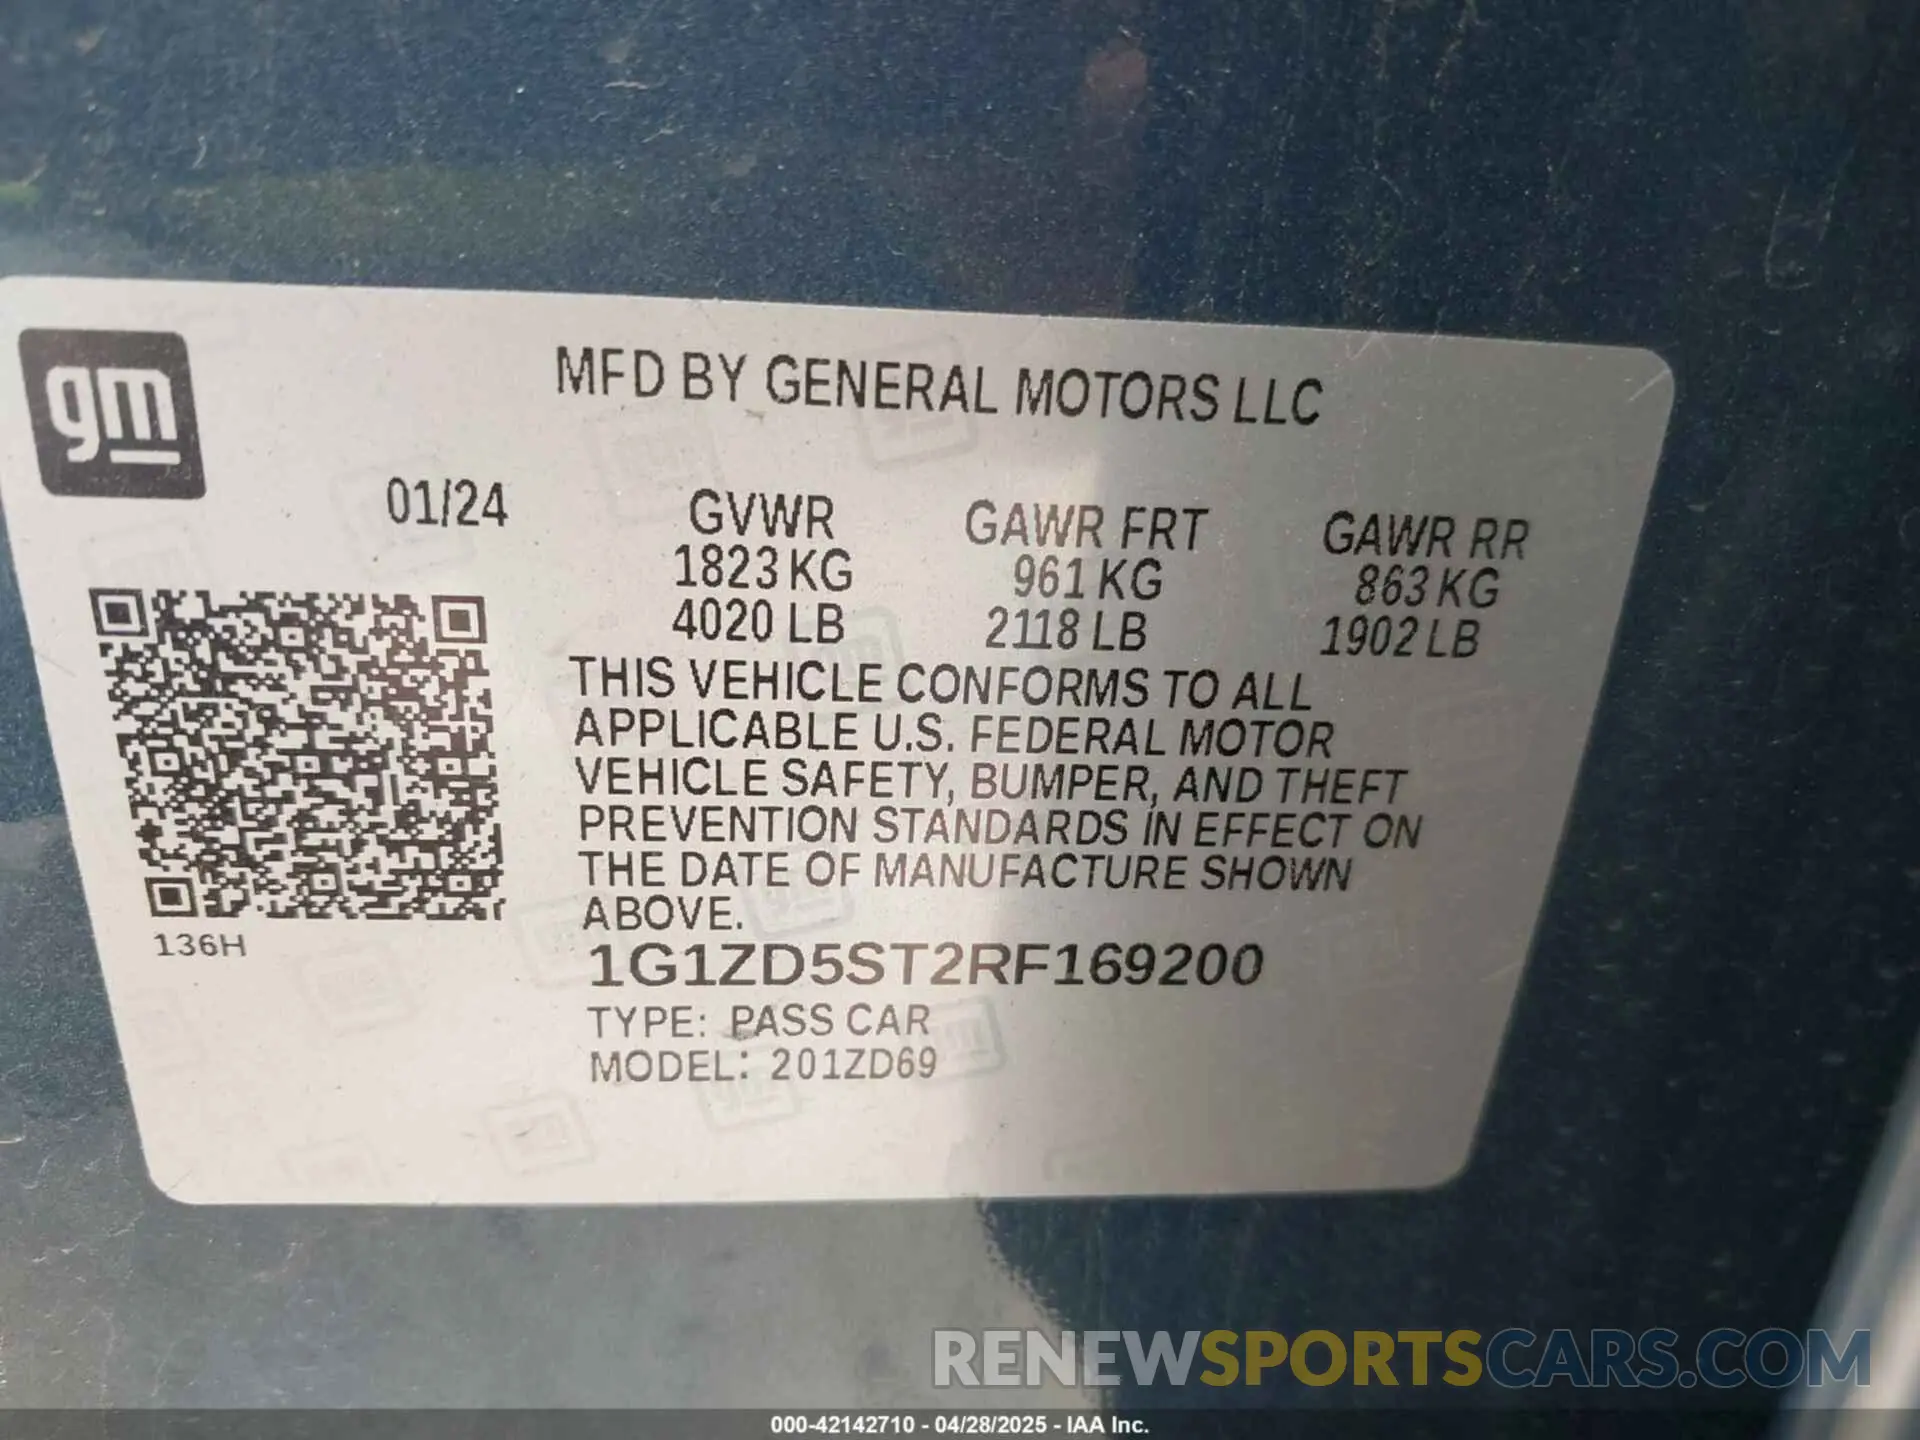 gm
MFD BY GENERAL MOTORS LLC
01/24
GVWR GAWR FRT GAWR RR
1823 KG 961 KG 863 KG
4020 LB 2118 LB 1902 LB
THIS VEHICLE CONFORMS TO ALL
APPLICABLE U.S. FEDERAL MOTOR
VEHICLE SAFETY, BUMPER, AND THEFT
PREVENTION STANDARDS IN EFFECT ON
THE DATE OF MANUFACTURE SHOWN
ABOVE.
136H
1G1ZD5ST2RF169200
TYPE: PASS CAR
MODEL: 201ZD69
RENEWSPORTSCARS.COM
000-42142710 - 04/28/2025 - IAA Inc.